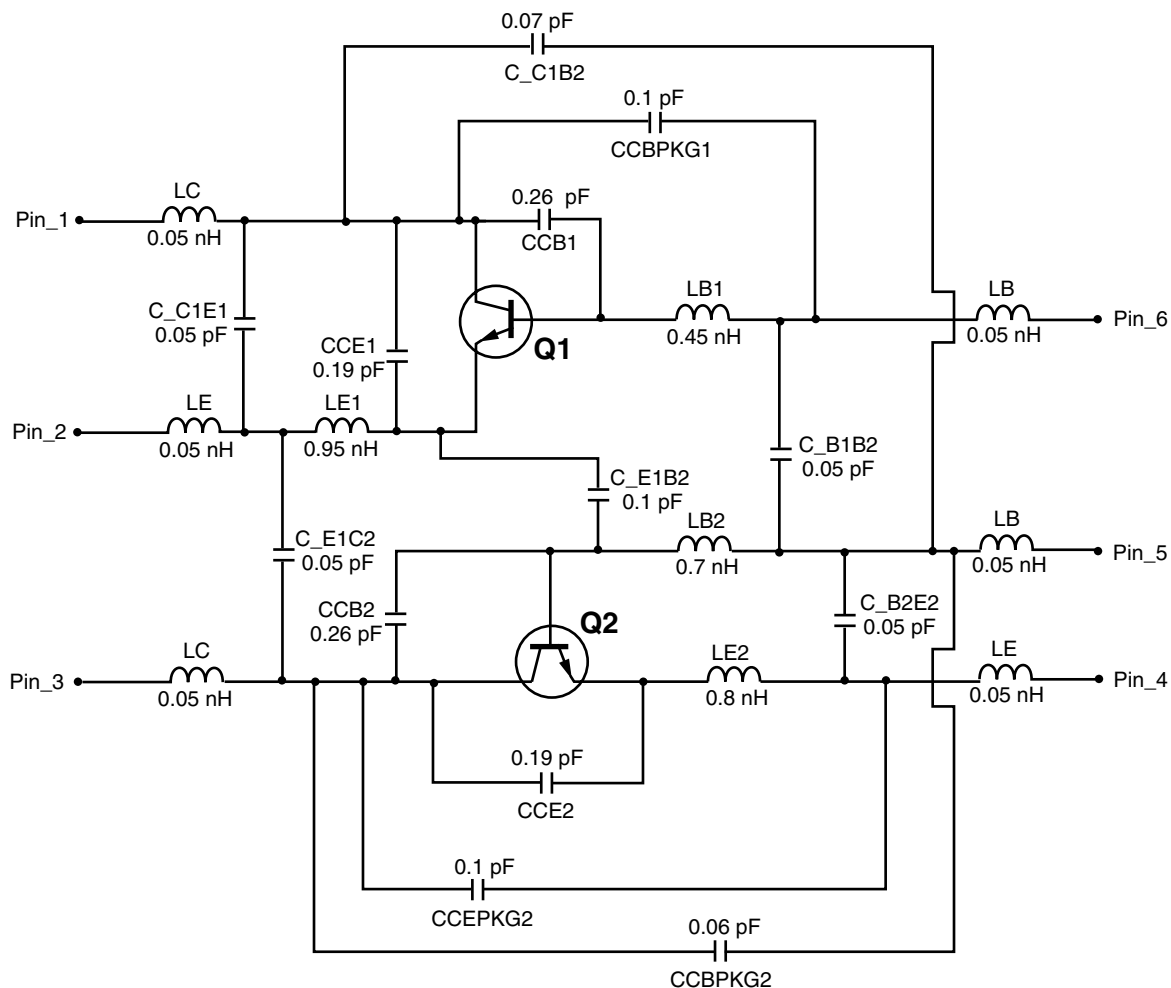 0.07 pF
C_C1B2
0.1 pF
CCBPKG1
LC
0.26 pF
Pin_1
0.05 nH
CCB1
C_C1E1
0.05 pF
LB1
LB
Q1
0.45 nH
0.05 nH
Pin_6
CCE1
0.19 pF
LE
LE1
Pin_2
0.05 nH
0.95 nH
C_B1B2
0.05 pF
C_E1B2
0.1 pF
C_E1C2
0.05 pF
LB2
LB
0.7 nH
0.05 nH
Pin_5
CCB2
0.26 pF
Q2
C_B2E2
0.05 pF
LC
LE2
LE
Pin_3
0.05 nH
0.8 nH
0.05 nH
Pin_4
0.19 pF
CCE2
0.1 pF
CCEPKG2
0.06 pF
CCBPKG2